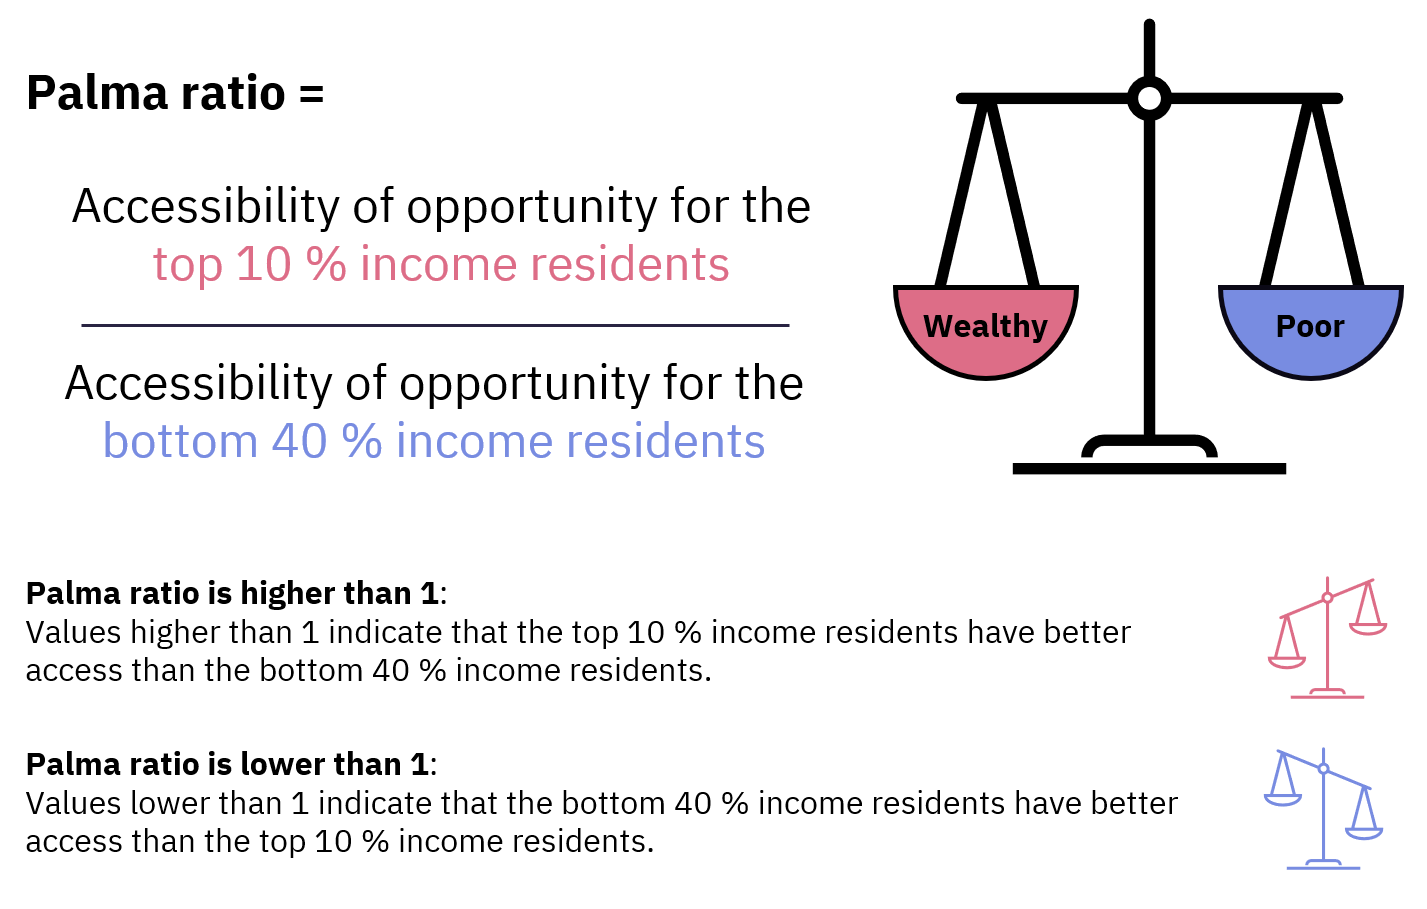 Palma ratio =
Accessibility of opportunity for the
top 10 % income residents
Accessibility of opportunity for the
bottom 40 % income residents
Wealthy
Poor
Palma ratio is higher than 1:
Values higher than 1 indicate that the top 10 % income residents have better
access than the bottom 40 % income residents.
Palma ratio is lower than 1:
Values lower than 1 indicate that the bottom 40 % income residents have better
access than the top 10 % income residents.